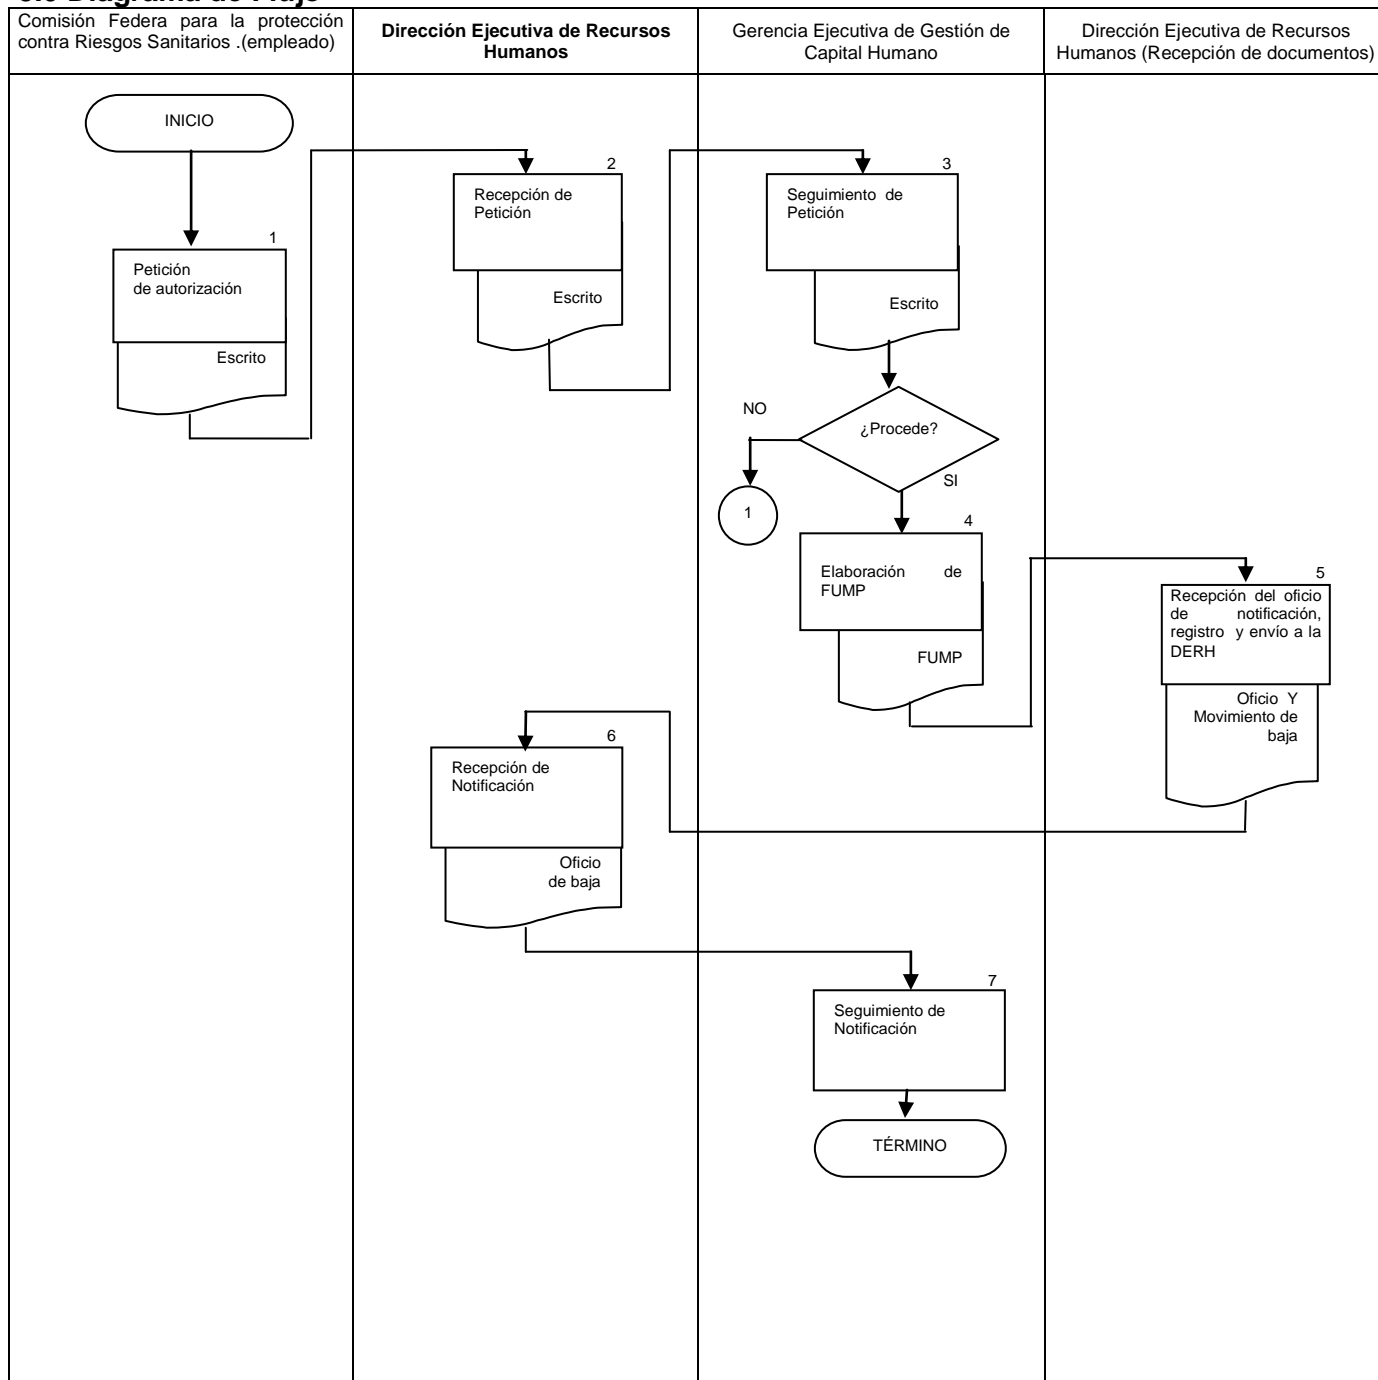 Comisión Federa para la protección
contra Riesgos Sanitarios .(empleado)
Dirección Ejecutiva de Recursos
Humanos
Gerencia Ejecutiva de Gestión de
Capital Humano
Dirección Ejecutiva de Recursos
Humanos (Recepción de documentos)
INICIO
1
Petición
de autorización
Escrito
2
Recepción de
Petición
Escrito
3
Seguimiento de
Petición
Escrito
¿Procede?
NO
1
SI
4
Elaboración de
FUMP
FUMP
5
Recepción del oficio
de notificación,
registro y envío a la
DERH
Oficio Y
Movimiento de
baja
6
Recepción de
Notificación
Oficio
de baja
7
Seguimiento de
Notificación
TÉRMINO